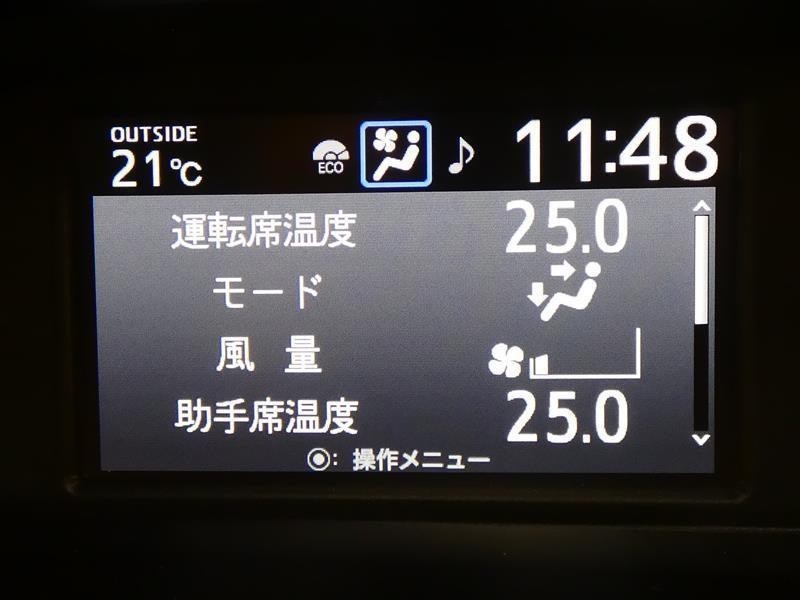 OUTSIDE
21℃
ECO
11:48
運転席温度 25.0
モード
風 量
助手席温度 25.0
◉: 操作メニュー